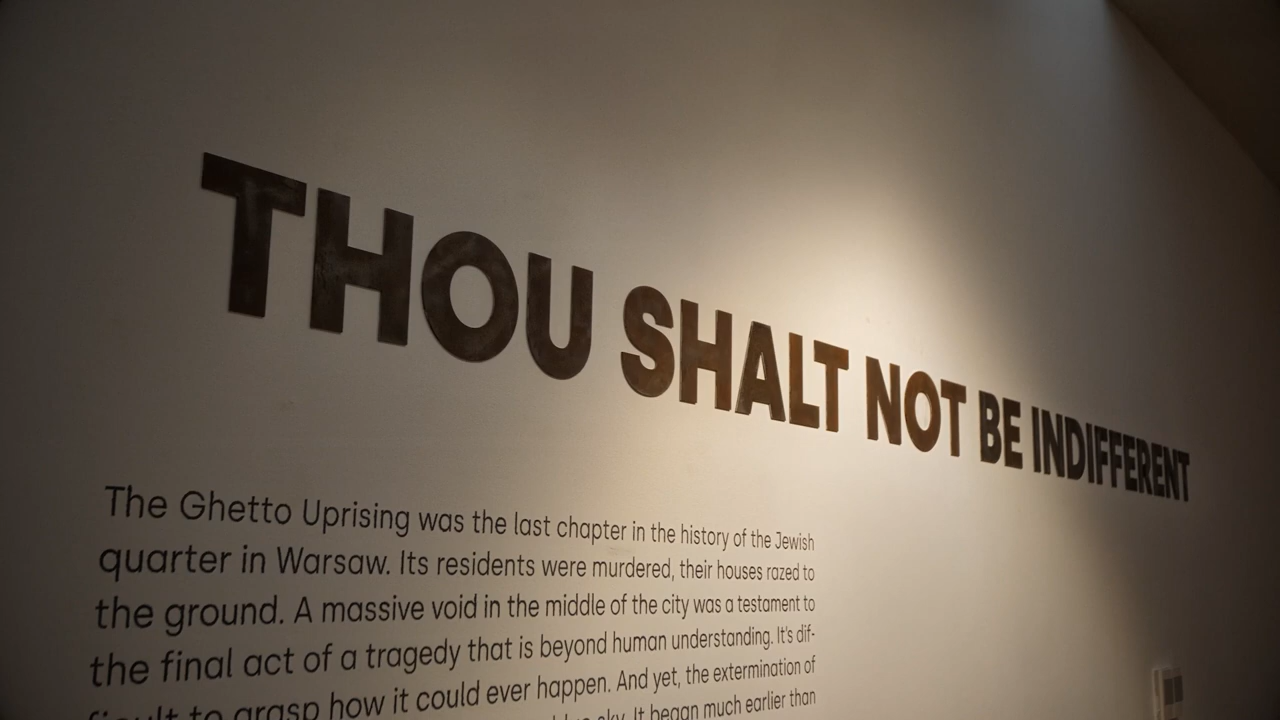 THOU SHALT NOT BE INDIFFERENT
The Ghetto Uprising was the last chapter in the history of the Jewish
quarter in Warsaw. Its residents were murdered, their houses razed to
the ground. A massive void in the middle of the city was a testament to
the final act of a tragedy that is beyond human understanding. It's dif-
ficult to grasp how it could ever happen. And yet, the extermination of
sky. It began much earlier than